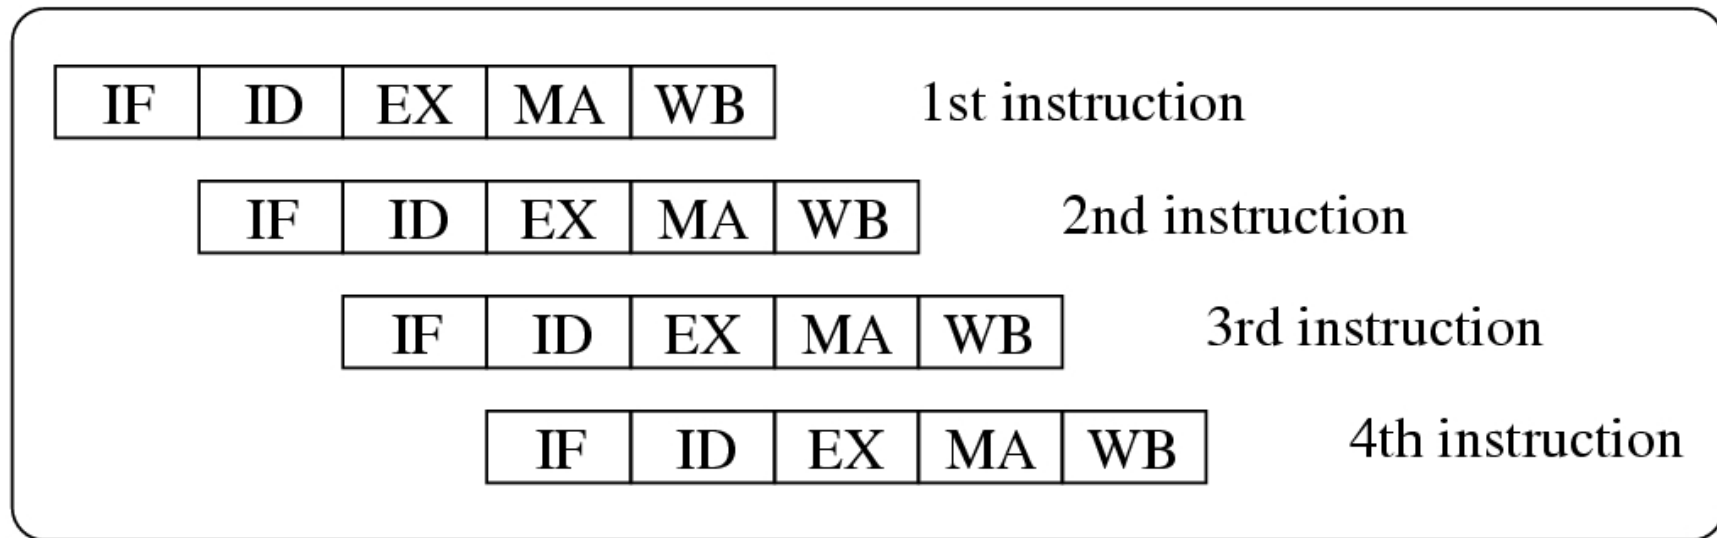 IF ID EX MA WB 1st instruction
IF ID EX MA WB 2nd instruction
IF ID EX MA WB 3rd instruction
IF ID EX MA WB 4th instruction